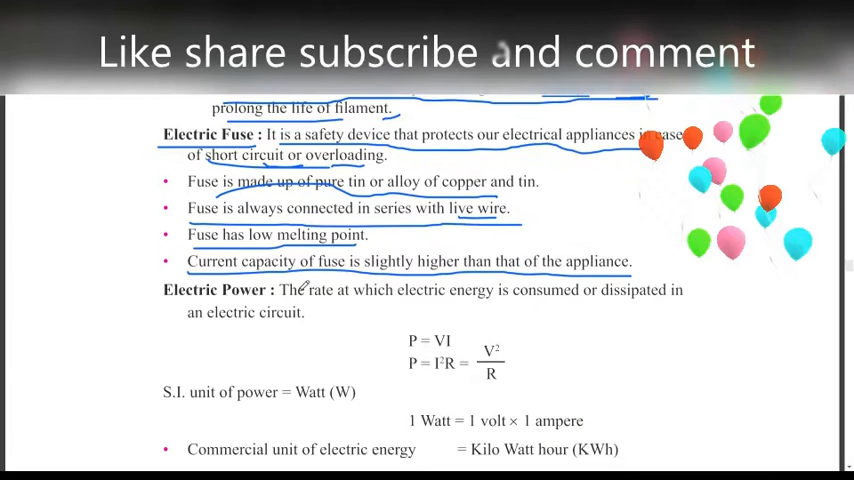 Like share subscribe and comment
prolong the life of filament.
Electric Fuse : It is a safety device that protects our electrical appliances in case
of short circuit or overloading.
• Fuse is made up of pure tin or alloy of copper and tin.
• Fuse is always connected in series with live wire.
• Fuse has low melting point.
• Current capacity of fuse is slightly higher than that of the appliance.
Electric Power : The rate at which electric energy is consumed or dissipated in
an electric circuit.
P = VI
P = I²R = V²/R
S.I. unit of power = Watt (W)
1 Watt = 1 volt × 1 ampere
• Commercial unit of electric energy = Kilo Watt hour (KWh)